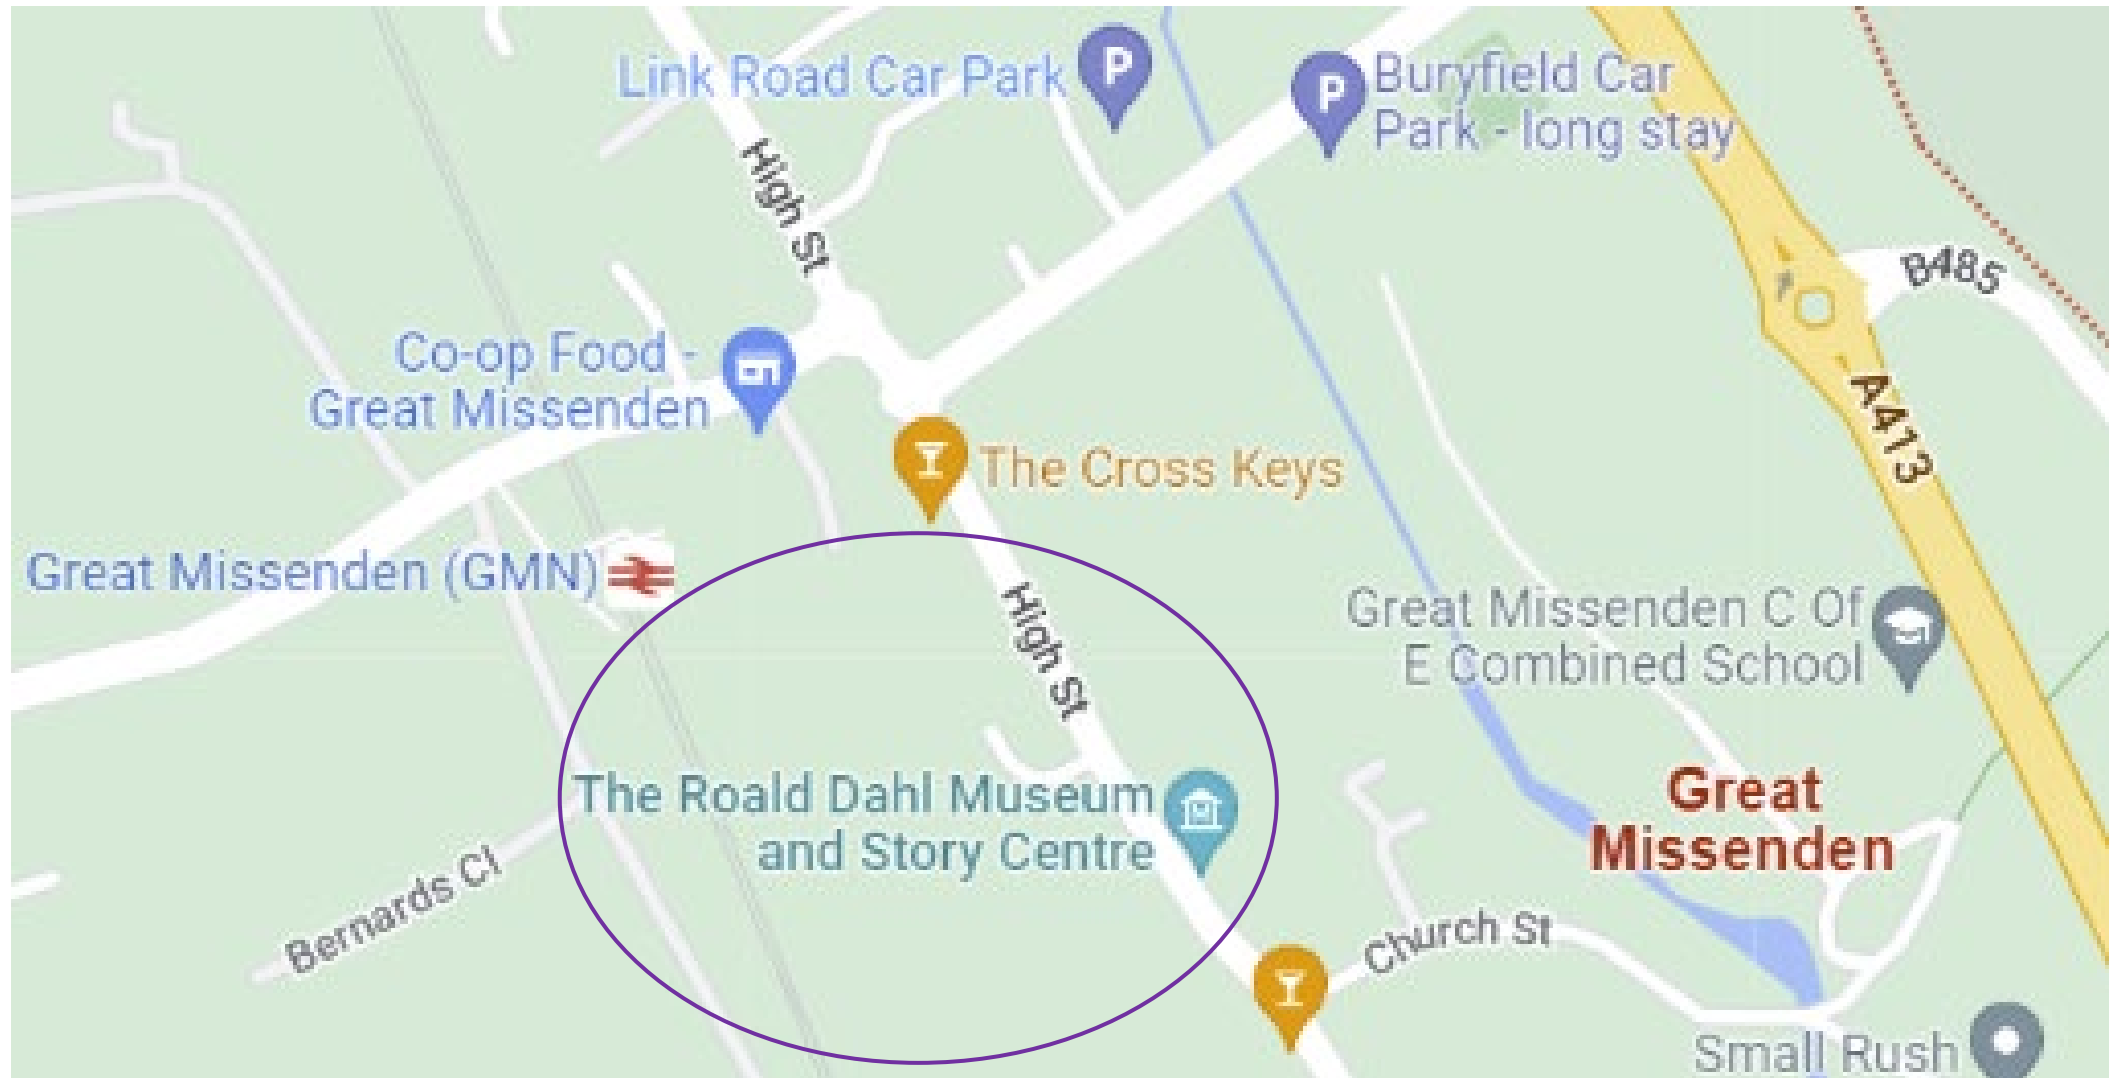 Link Road Car Park
P
P
Buryfield Car
Park - long stay
High St
B485
Co-op Food -
Great Missenden
A413
The Cross Keys
Great Missenden (GMN)
High St
Great Missenden C Of
E Combined School
The Roald Dahl Museum
and Story Centre
Great
Missenden
Bernards Cl
Church St
Small Rush